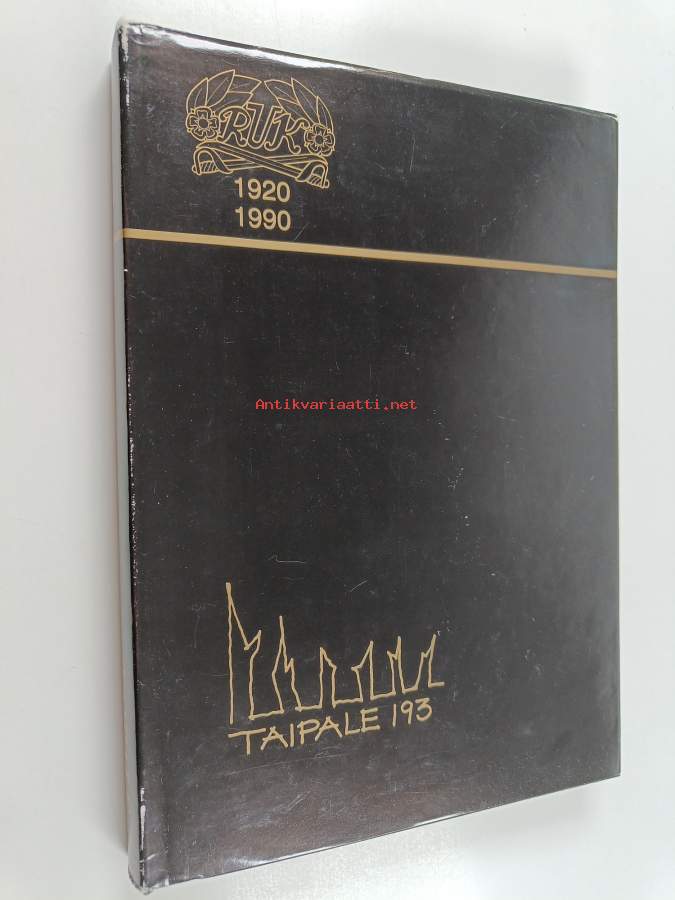 RUK
1920
1990
Antikvariaatti.net
TAIPALE 193